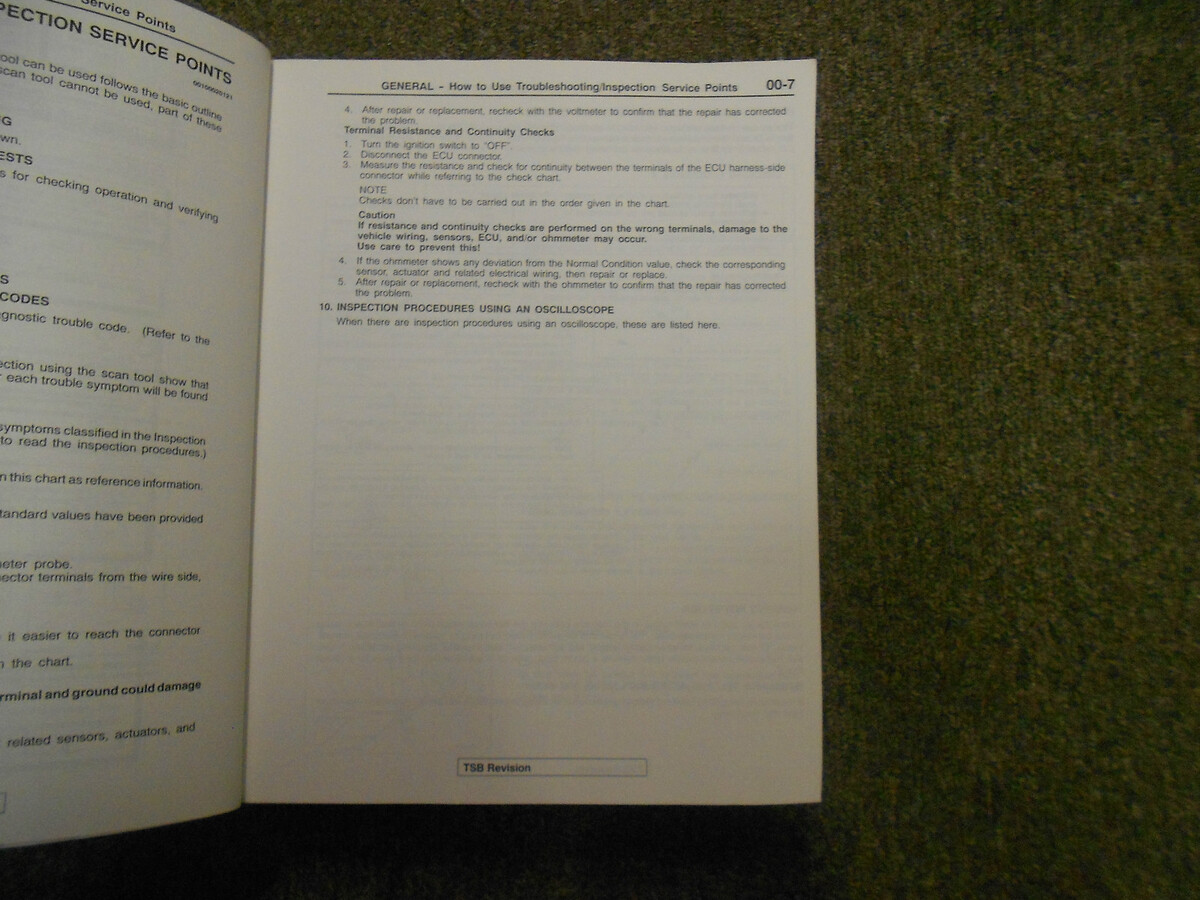 Service Points
PECTION SERVICE POINTS
00100020121
ool can be used follows the basic outline
scan tool cannot be used, part of these
G
wn.
ESTS
s for checking operation and verifying
S
CODES
gnostic trouble code. (Refer to the
ection using the scan tool show that
each trouble symptom will be found
symptoms classified in the Inspection
to read the inspection procedures.)
n this chart as reference information.
tandard values have been provided
eter probe.
ector terminals from the wire side,
it easier to reach the connector
n the chart.
rminal and ground could damage
related sensors, actuators, and
GENERAL - How to Use Troubleshooting/Inspection Service Points 00-7
4. After repair or replacement, recheck with the voltmeter to confirm that the repair has corrected
the problem.
Terminal Resistance and Continuity Checks
1. Turn the ignition switch to "OFF".
2. Disconnect the ECU connector.
3. Measure the resistance and check for continuity between the terminals of the ECU harness-side
connector while referring to the check chart.
NOTE
Checks don't have to be carried out in the order given in the chart.
Caution
If resistance and continuity checks are performed on the wrong terminals, damage to the
vehicle wiring, sensors, ECU, and/or ohmmeter may occur.
Use care to prevent this!
4. If the ohmmeter shows any deviation from the Normal Condition value, check the corresponding
sensor, actuator and related electrical wiring, then repair or replace.
5. After repair or replacement, recheck with the ohmmeter to confirm that the repair has corrected
the problem.
10. INSPECTION PROCEDURES USING AN OSCILLOSCOPE
When there are inspection procedures using an oscilloscope, these are listed here.
TSB Revision